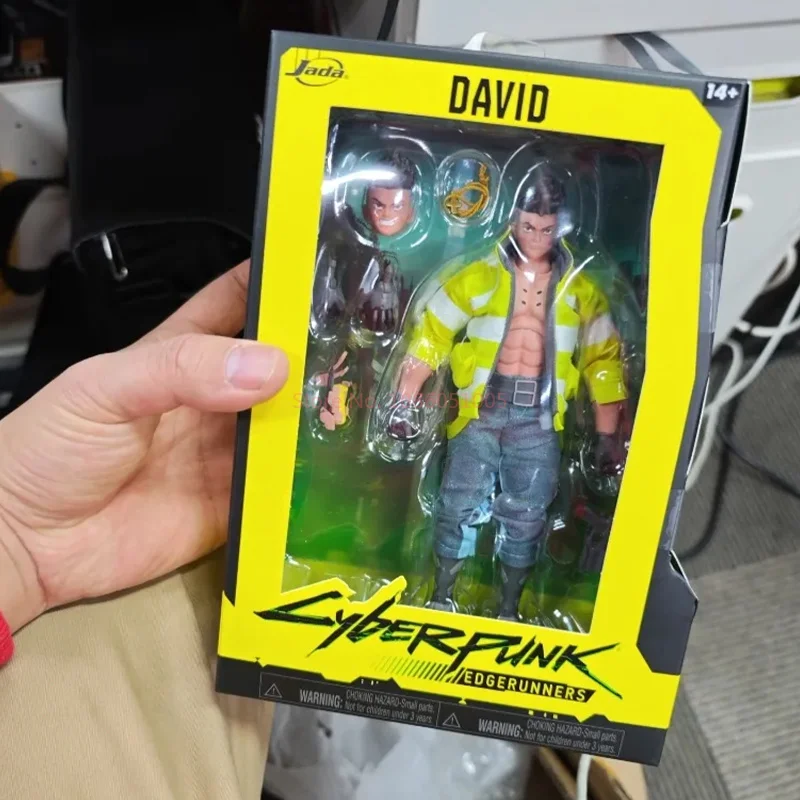 Jada
DAVID
14+
CYBERPUNK
EDGERUNNERS
WARNING: CHOKING HAZARD-Small parts.
Not for children under 3 years.
WARNING: CHOKING HAZARD-Small parts.
Not for children under 3 years.